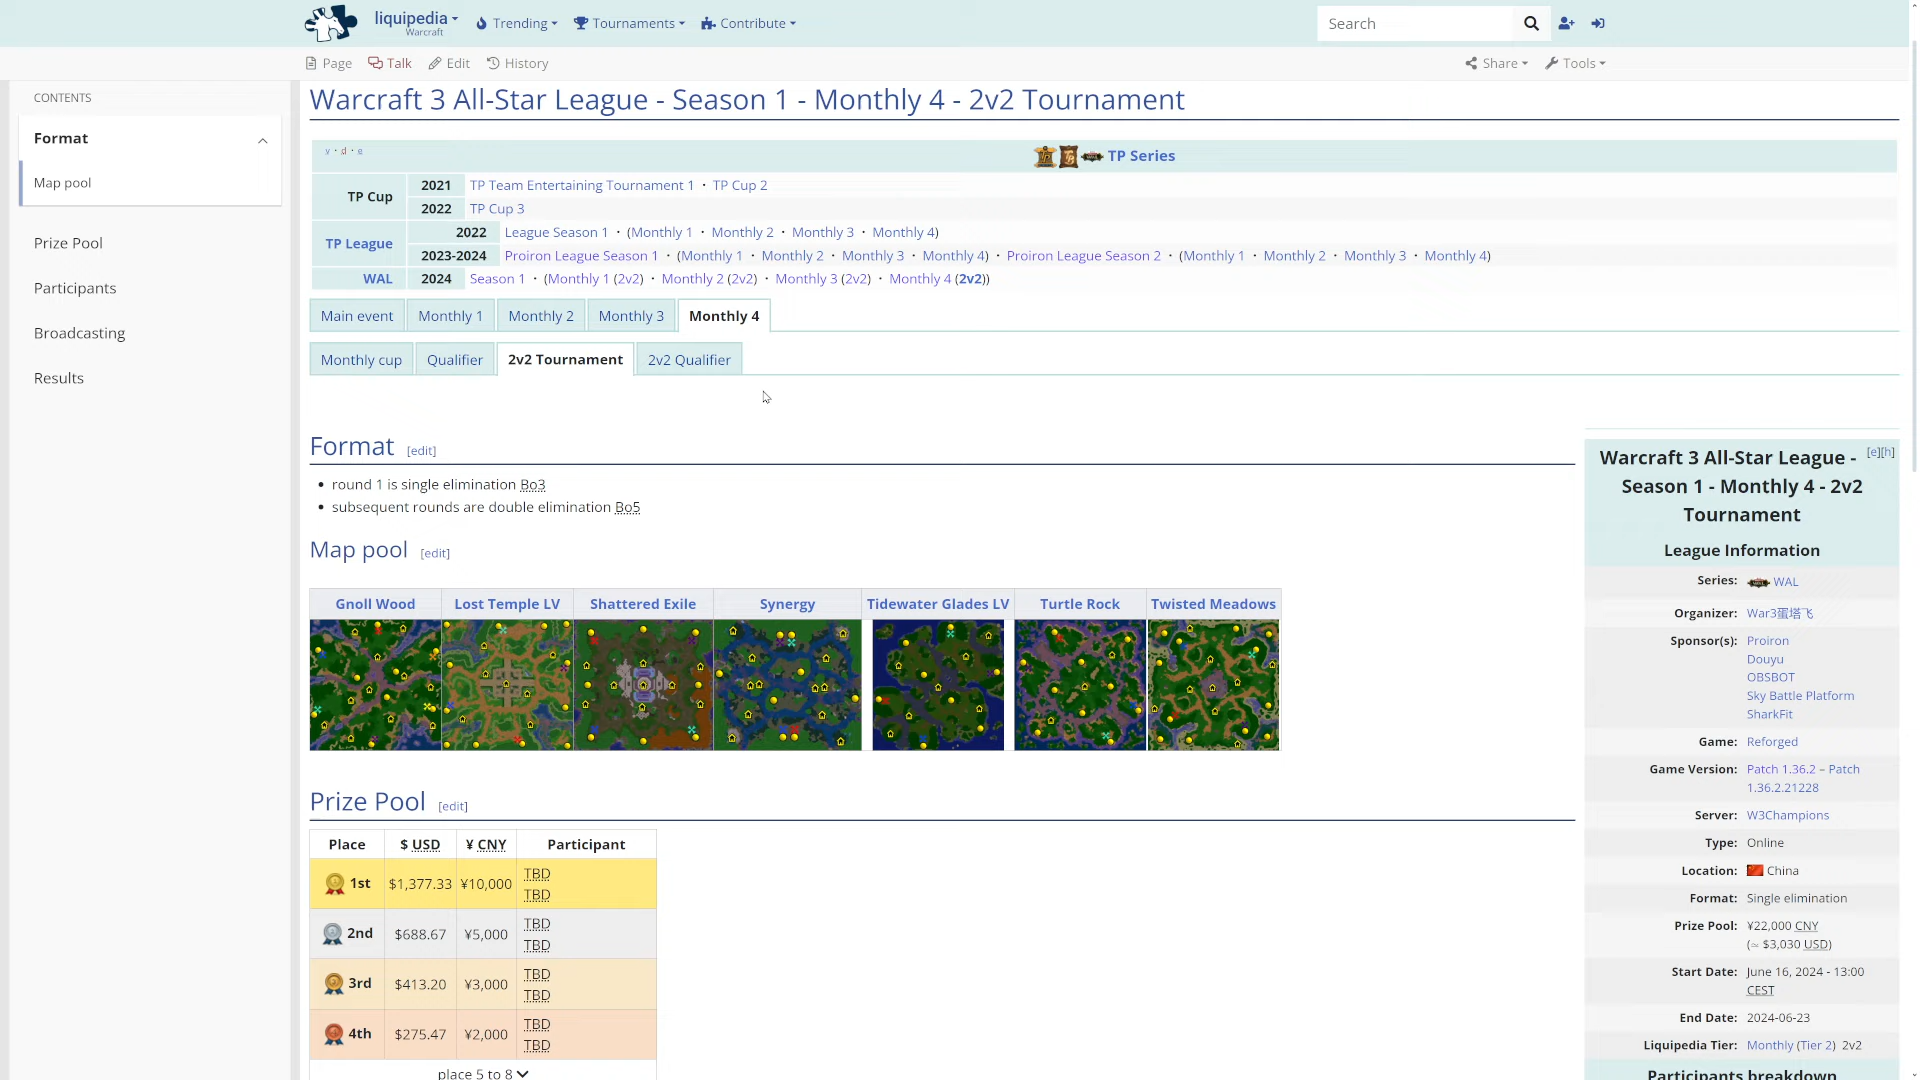 liquipedia
Warcraft
Trending
Tournaments
Contribute
Search
Page
Talk
Edit
History
Share
Tools
CONTENTS
Format
Map pool
Prize Pool
Participants
Broadcasting
Results
Warcraft 3 All-Star League - Season 1 - Monthly 4 - 2v2 Tournament
v · d · e
TP Series
TP Cup
2021
TP Team Entertaining Tournament 1 · TP Cup 2
2022
TP Cup 3
TP League
2022
League Season 1 · (Monthly 1 · Monthly 2 · Monthly 3 · Monthly 4)
2023-2024
Proiron League Season 1 · (Monthly 1 · Monthly 2 · Monthly 3 · Monthly 4) · Proiron League Season 2 · (Monthly 1 · Monthly 2 · Monthly 3 · Monthly 4)
WAL
2024
Season 1 · (Monthly 1 (2v2) · Monthly 2 (2v2) · Monthly 3 (2v2) · Monthly 4 (2v2))
Main event
Monthly 1
Monthly 2
Monthly 3
Monthly 4
Monthly cup
Qualifier
2v2 Tournament
2v2 Qualifier
Format [edit]
• round 1 is single elimination Bo3
• subsequent rounds are double elimination Bo5
Map pool [edit]
Gnoll Wood
Lost Temple LV
Shattered Exile
Synergy
Tidewater Glades LV
Turtle Rock
Twisted Meadows
Prize Pool [edit]
Place $ USD ¥ CNY Participant
1st $1,377.33 ¥10,000 TBD
TBD
2nd $688.67 ¥5,000 TBD
TBD
3rd $413.20 ¥3,000 TBD
TBD
4th $275.47 ¥2,000 TBD
TBD
place 5 to 8
[e][h]
Warcraft 3 All-Star League -
Season 1 - Monthly 4 - 2v2
Tournament
League Information
Series: WAL
Organizer: War3蛋塔飞
Sponsor(s): Proiron
Douyu
OBSBOT
Sky Battle Platform
SharkFit
Game: Reforged
Game Version: Patch 1.36.2 – Patch
1.36.2.21228
Server: W3Champions
Type: Online
Location: China
Format: Single elimination
Prize Pool: ¥22,000 CNY
(≃ $3,030 USD)
Start Date: June 16, 2024 - 13:00
CEST
End Date: 2024-06-23
Liquipedia Tier: Monthly (Tier 2) 2v2
Participants breakdown